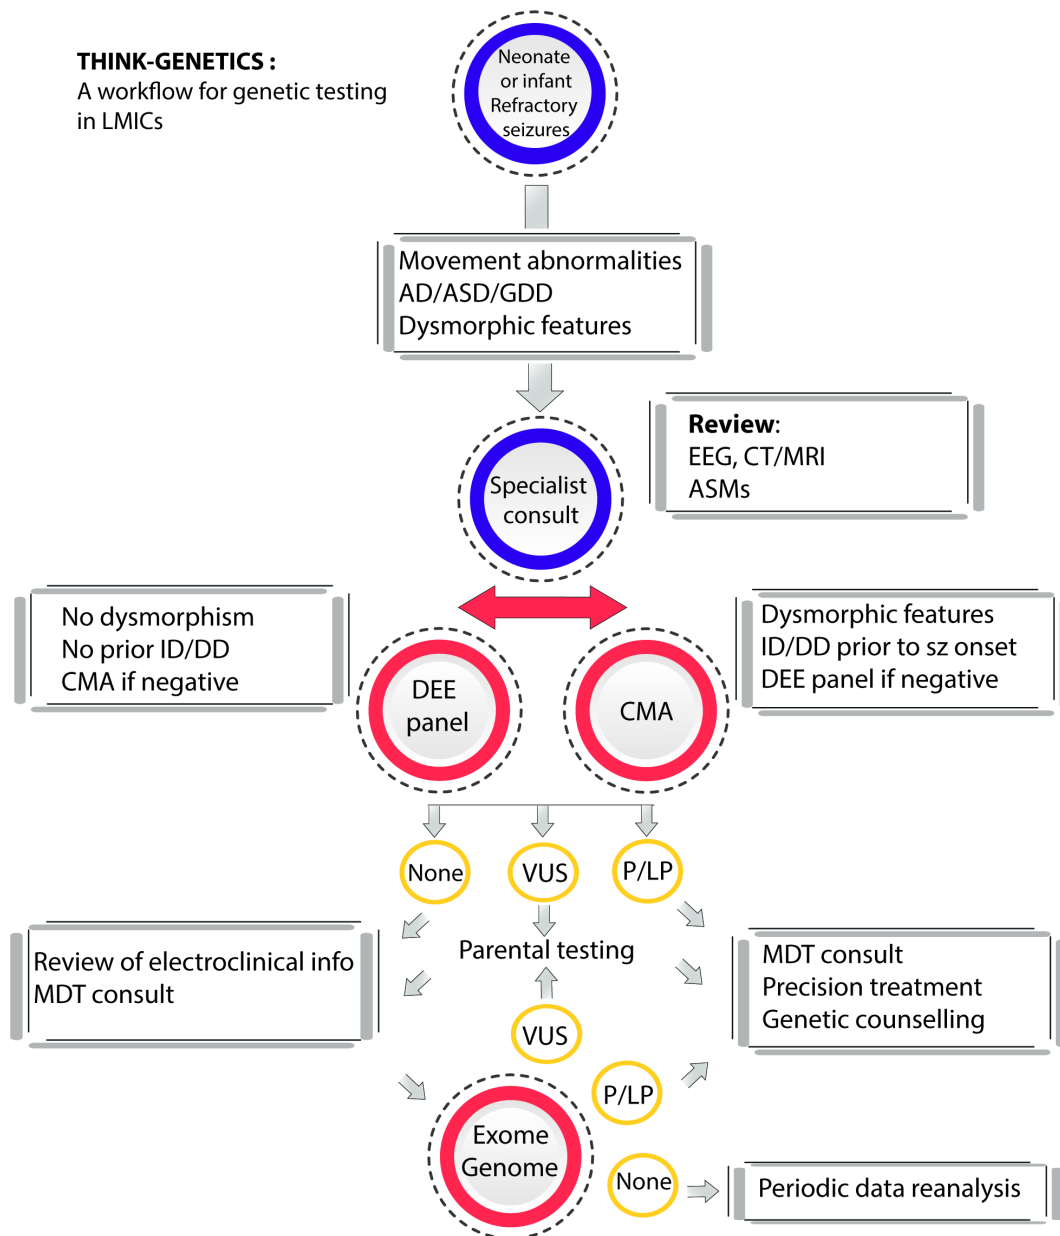 THINK-GENETICS :
A workflow for genetic testing
in LMICs
Neonate
or infant
Refractory
seizures
Movement abnormalities
AD/ASD/GDD
Dysmorphic features
Review:
EEG, CT/MRI
ASMs
Specialist
consult
No dysmorphism
No prior ID/DD
CMA if negative
DEE
panel
CMA
Dysmorphic features
ID/DD prior to sz onset
DEE panel if negative
None
VUS
P/LP
Review of electroclinical info
MDT consult
Parental testing
MDT consult
Precision treatment
Genetic counselling
VUS
P/LP
Exome
Genome
None
Periodic data reanalysis